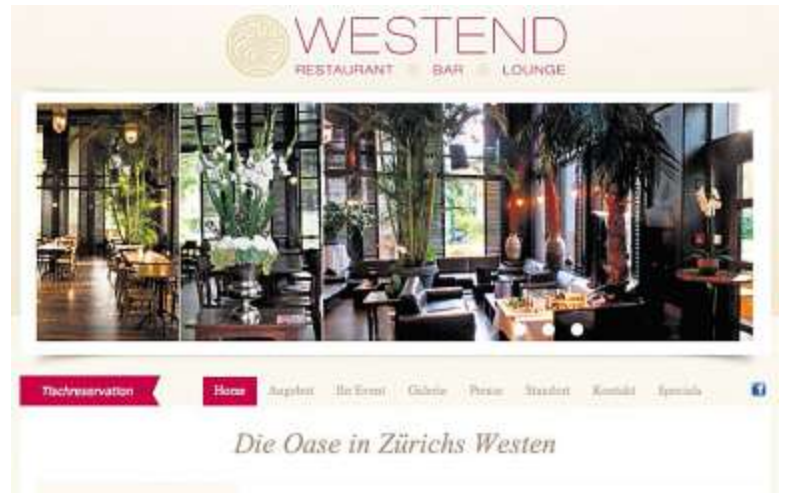 WESTEND
RESTAURANT BAR LOUNGE
Tischreservation Home Angebot Ihr Event Galerie Presse Standort Kontakt Specials f
Die Oase in Zürichs Westen